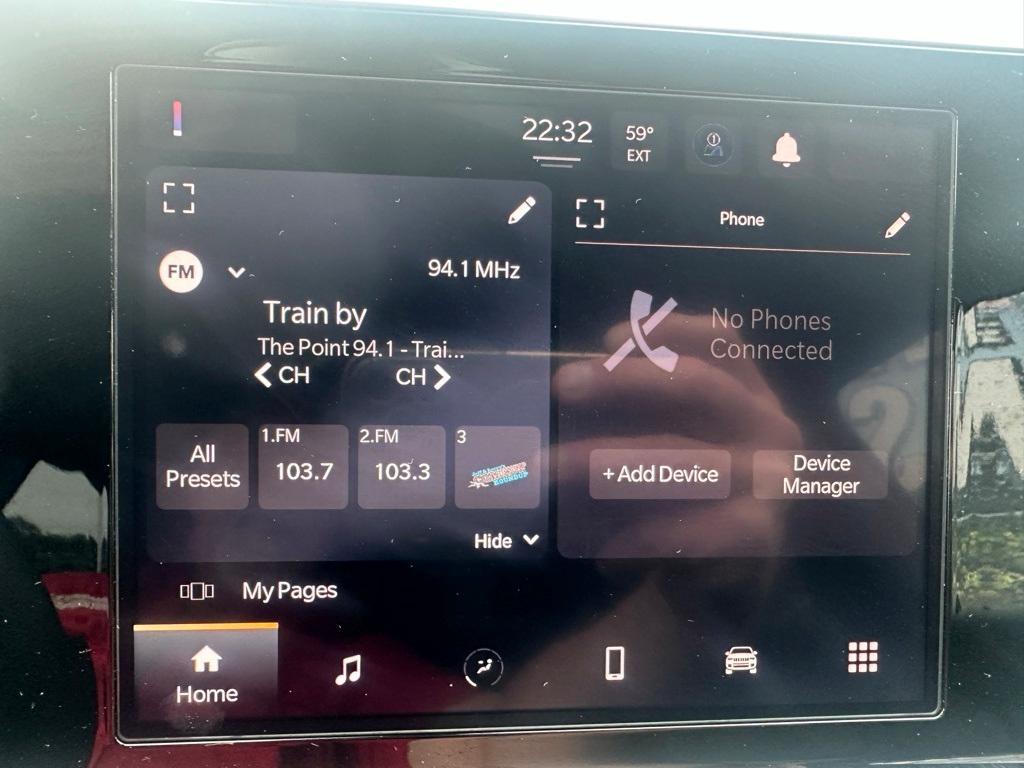 22:32
59°
EXT
FM
94.1 MHz
Train by
The Point 94.1 - Trai...
CH
CH
All
Presets
1.FM
103.7
2.FM
103.3
3
ROUNDUP
Hide
Phone
No Phones
Connected
+ Add Device
Device
Manager
My Pages
Home